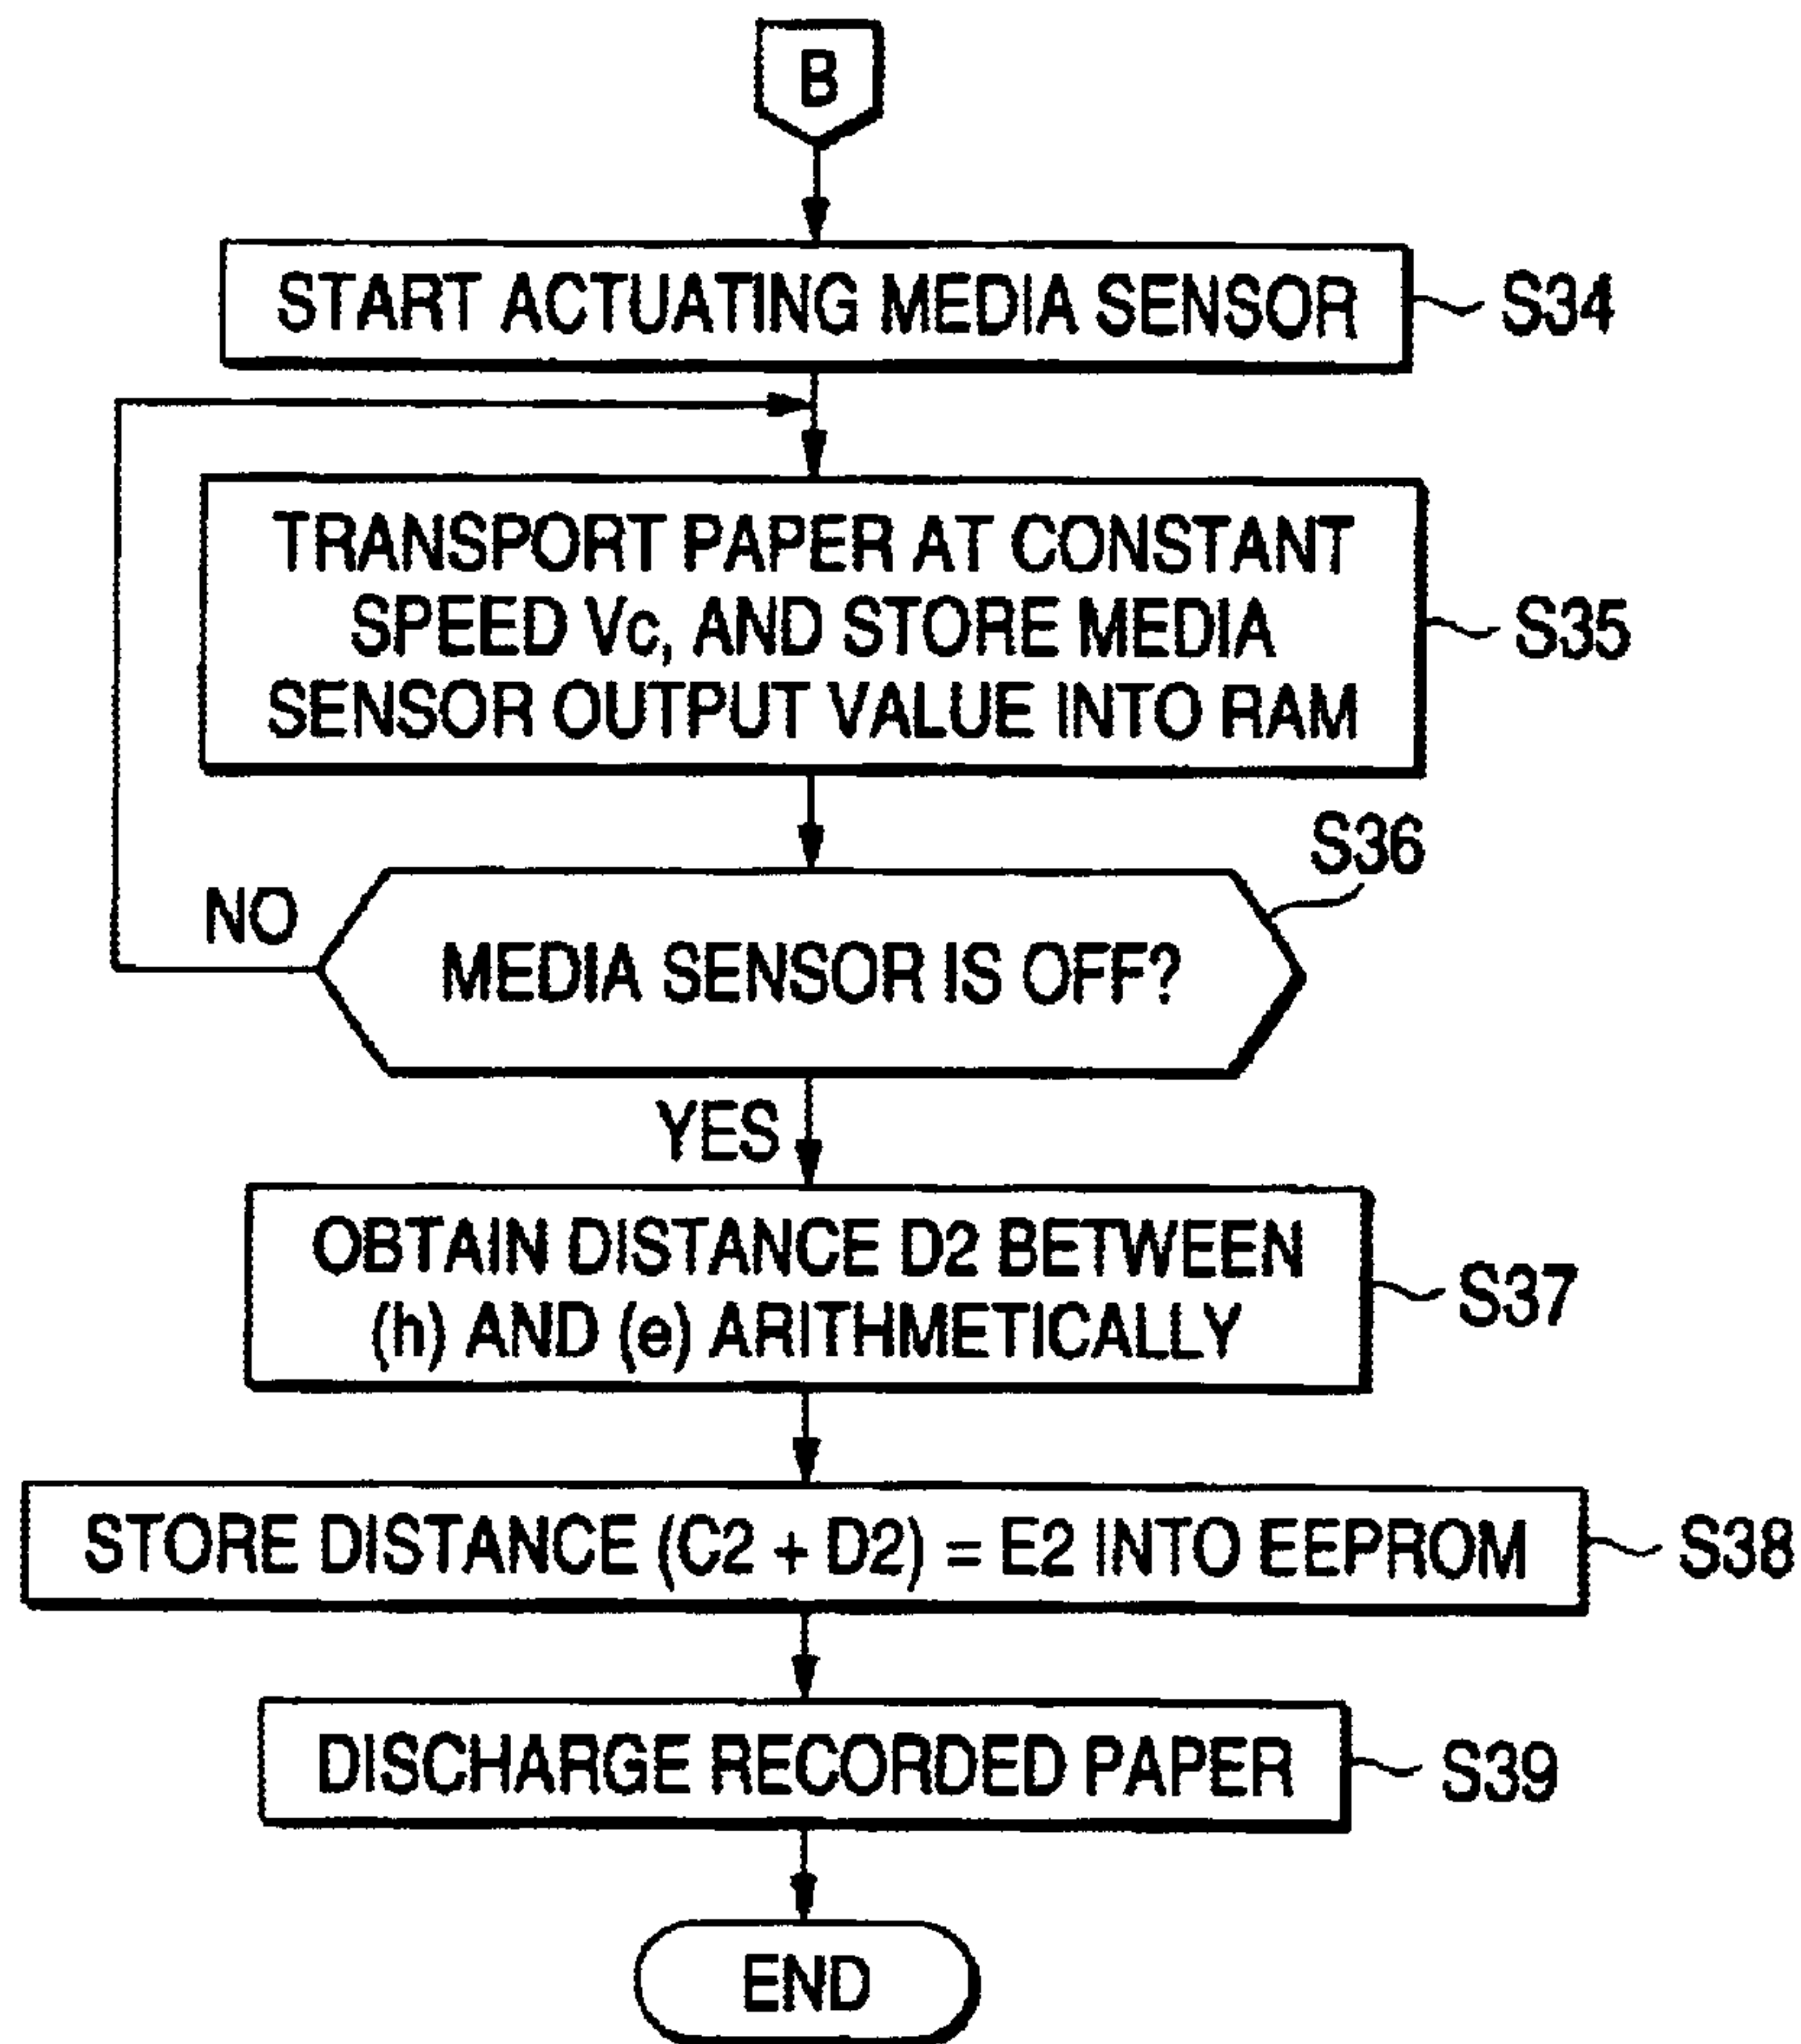 B
START ACTUATING MEDIA SENSOR
S34
TRANSPORT PAPER AT CONSTANT
SPEED Vc, AND STORE MEDIA
SENSOR OUTPUT VALUE INTO RAM
S35
S36
NO
MEDIA SENSOR IS OFF?
YES
OBTAIN DISTANCE D2 BETWEEN
(h) AND (e) ARITHMETICALLY
S37
STORE DISTANCE (C2 + D2) = E2 INTO EEPROM
S38
DISCHARGE RECORDED PAPER
S39
END